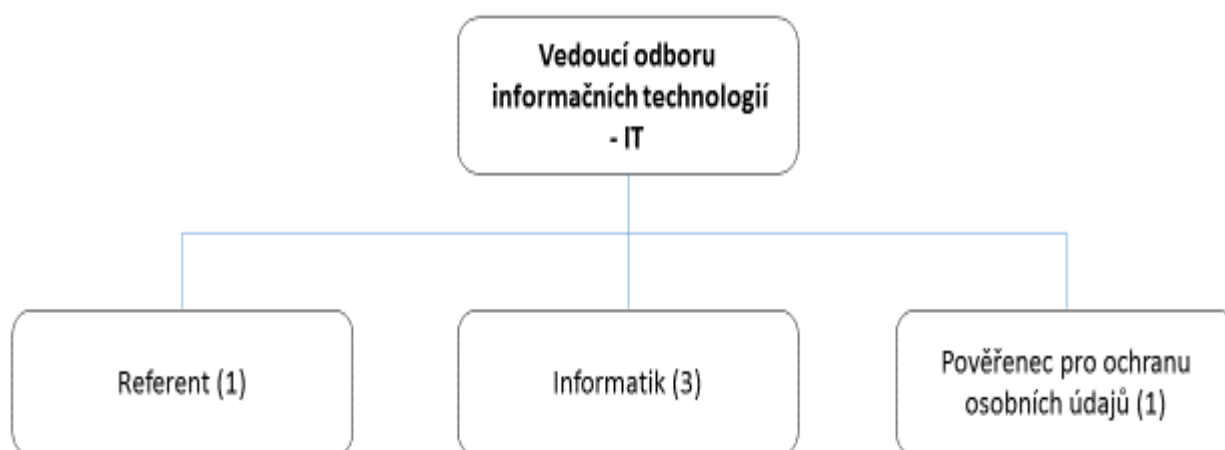 Vedoucí odboru
informačních technologií
- IT
Referent (1)
Informatik (3)
Pověřenec pro ochranu
osobních údajů (1)